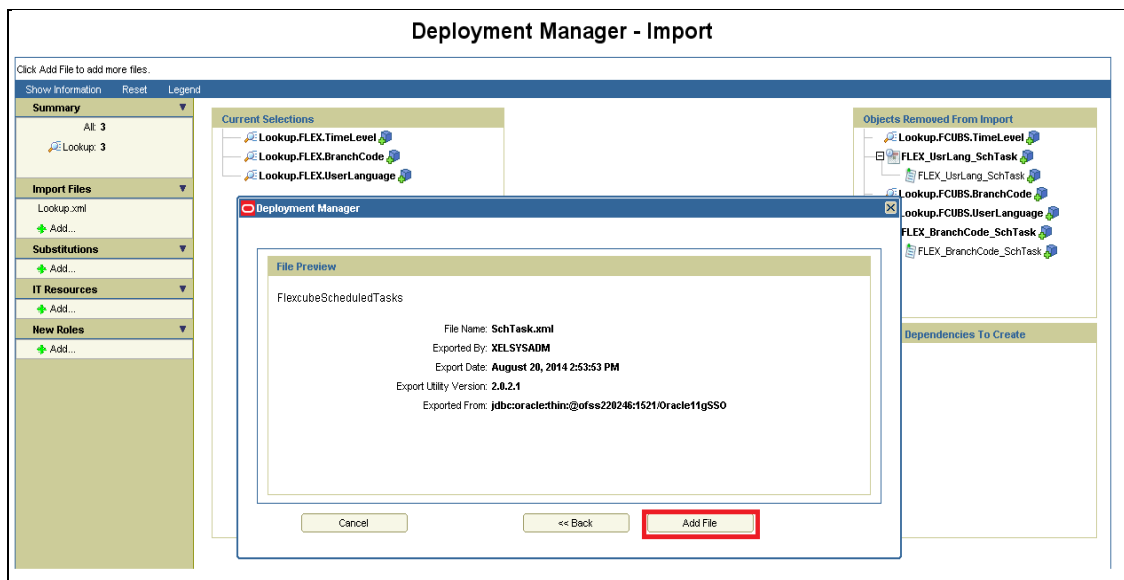 Deployment Manager - Import
Click Add File to add more files.
Show Information Reset Legend
Summary
All: 3
Lookup: 3
Import Files
Lookup.xml
Add...
Substitutions
Add...
IT Resources
Add...
New Roles
Add...
Current Selections
Lookup.FLEX.TimeLevel
Lookup.FLEX.BranchCode
Lookup.FLEX.UserLanguage
Objects Removed From Import
Lookup.FCUBS.TimeLevel
FLEX_UsrLang_SchTask
FLEX_UsrLang_SchTask
Lookup.FCUBS.BranchCode
.ookup.FCUBS.UserLanguage
FLEX_BranchCode_SchTask
FLEX_BranchCode_SchTask
Dependencies To Create
Deployment Manager
File Preview
FlexcubeScheduledTasks
File Name: SchTask.xml
Exported By: XELSYSADM
Export Date: August 20, 2014 2:53:53 PM
Export Utility Version: 2.0.2.1
Exported From: jdbc:oracle:thin:@ofss220246:1521/Oracle11gSSO
Cancel << Back Add File